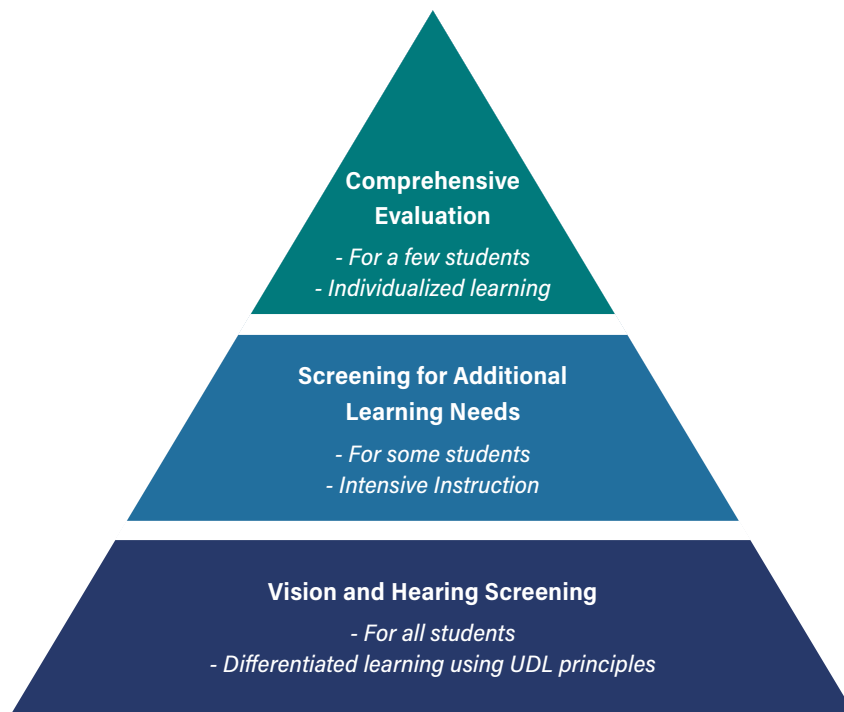 Comprehensive
Evaluation
- For a few students
- Individualized learning
Screening for Additional
Learning Needs
- For some students
- Intensive Instruction
Vision and Hearing Screening
- For all students
- Differentiated learning using UDL principles